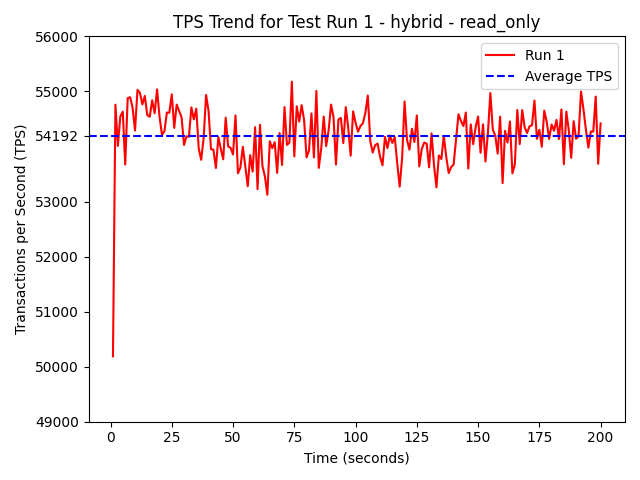 TPS Trend for Test Run 1 - hybrid - read_only
56000
55000
54192
54000
53000
52000
51000
50000
49000
Transactions per Second (TPS)
Run 1
Average TPS
0 25 50 75 100 125 150 175 200
Time (seconds)